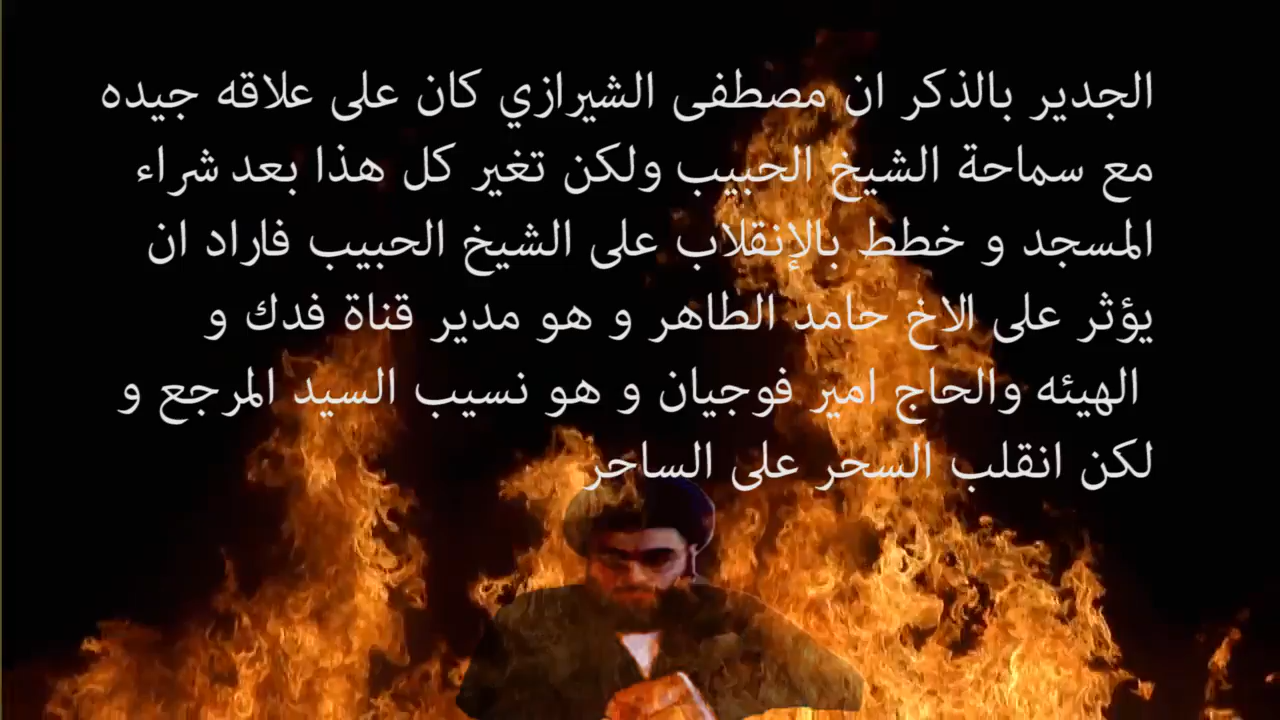 الجدير بالذكر ان مصطفى الشيرازي كان على علاقه جيده
مع سماحة الشيخ الحبيب ولكن تغير كل هذا بعد شراء
المسجد و خطط بالإنقلاب على الشيخ الحبيب فاراد ان
يؤثر على الاخ حامد الطاهر و هو مدير قناة فدك و
الهيئه والحاج امير فوجيان و هو نسيب السيد المرجع و
لكن انقلب السحر على الساحر